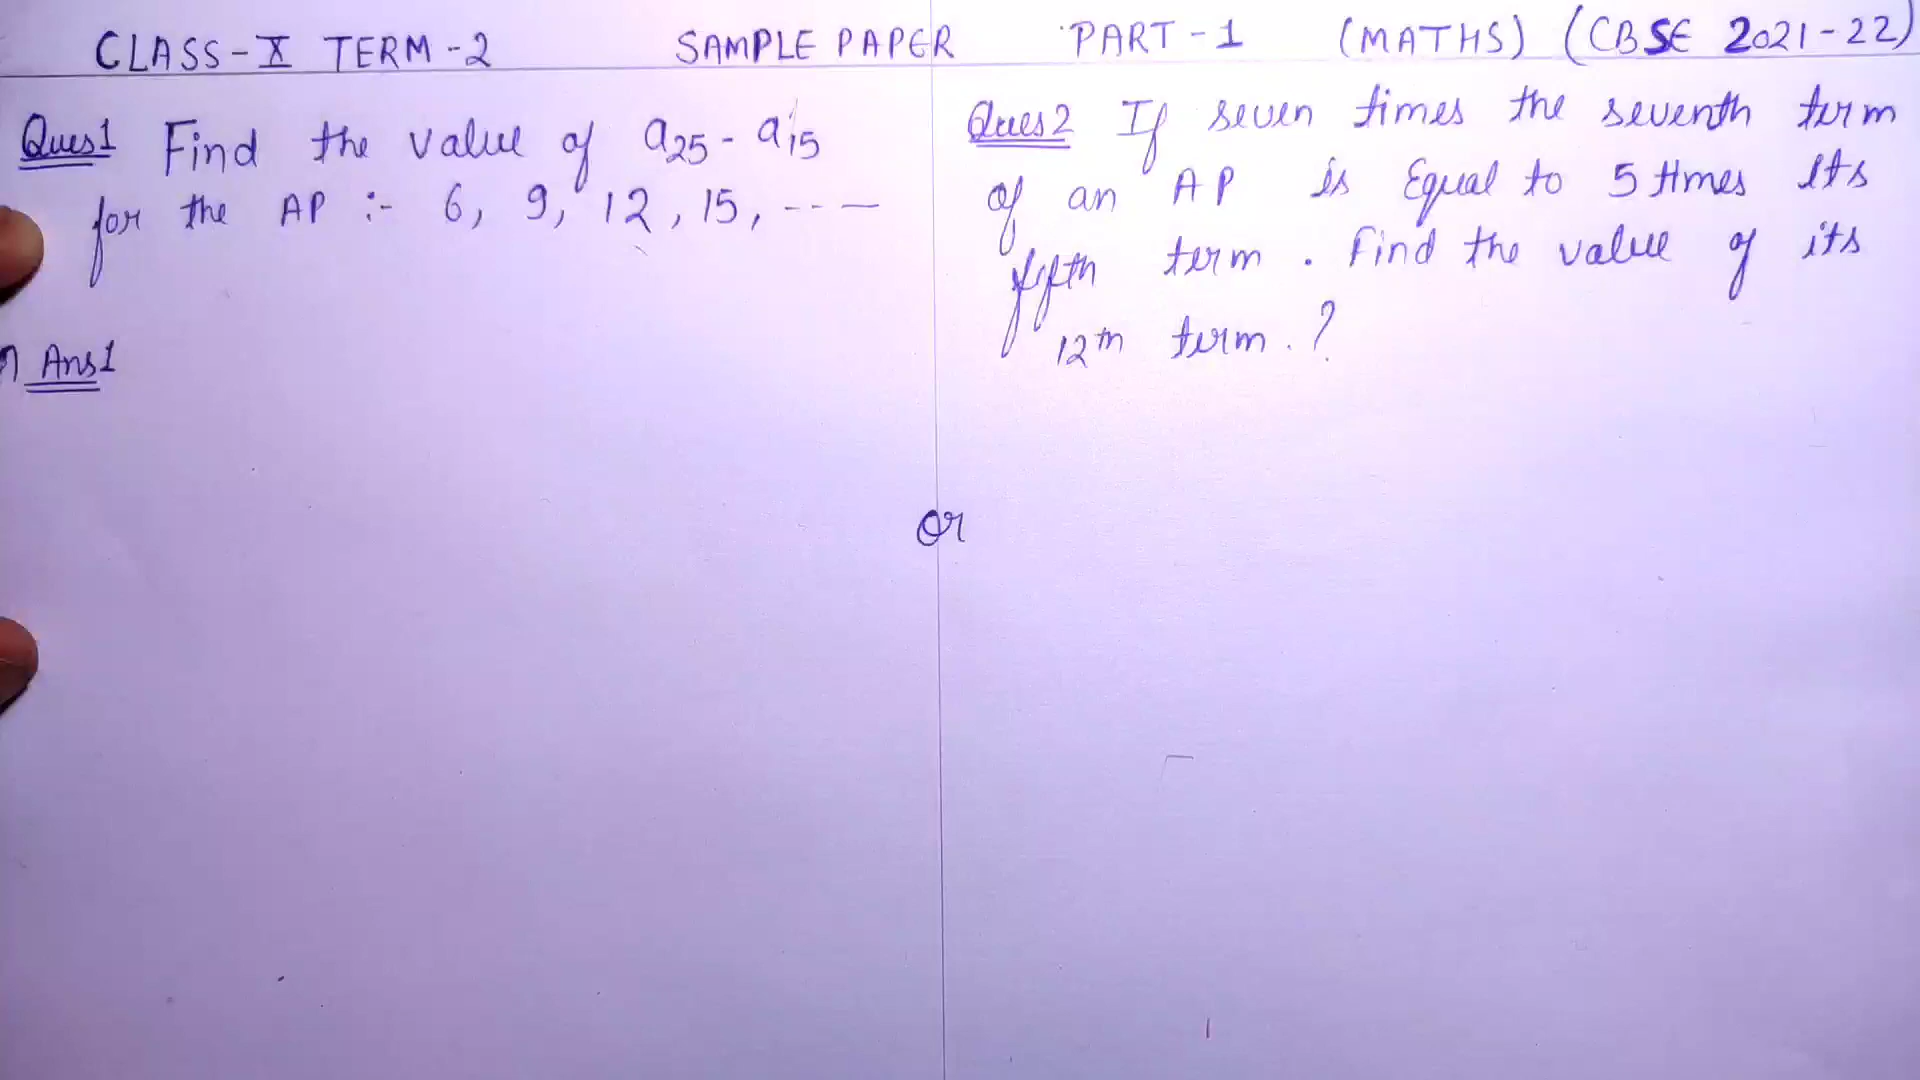 CLASS-X TERM-2 SAMPLE PAPER PART-1 (MATHS) (CBSE 2021-22)
Ques1 Find the value of a25 - a15
for the AP :- 6, 9, 12, 15, ---
Ans1
or
Ques2 If seven times the seventh term
of an AP is Equal to 5 times its
fifth term. Find the value of its
12th term.?